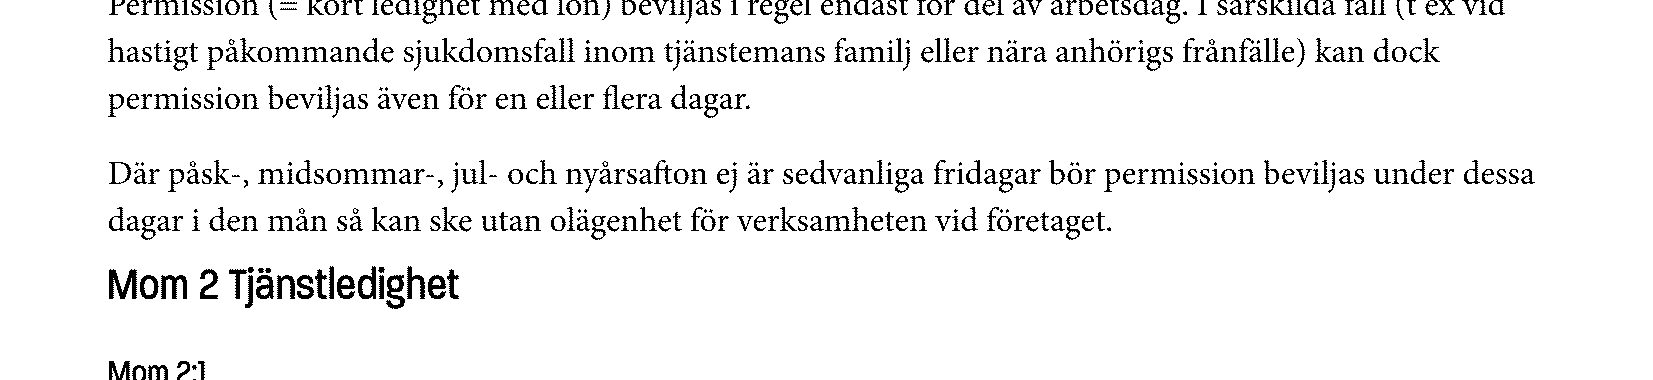 Permission (= kort ledighet med lön) beviljas i regel endast för del av arbetsdag. I särskilda fall (t ex vid
hastigt påkommande sjukdomsfall inom tjänstemans familj eller nära anhörigs frånfälle) kan dock
permission beviljas även för en eller flera dagar.
Där påsk-, midsommar-, jul- och nyårsafton ej är sedvanliga fridagar bör permission beviljas under dessa
dagar i den mån så kan ske utan olägenhet för verksamheten vid företaget.
Mom 2 Tjänstledighet
Mom 2:1